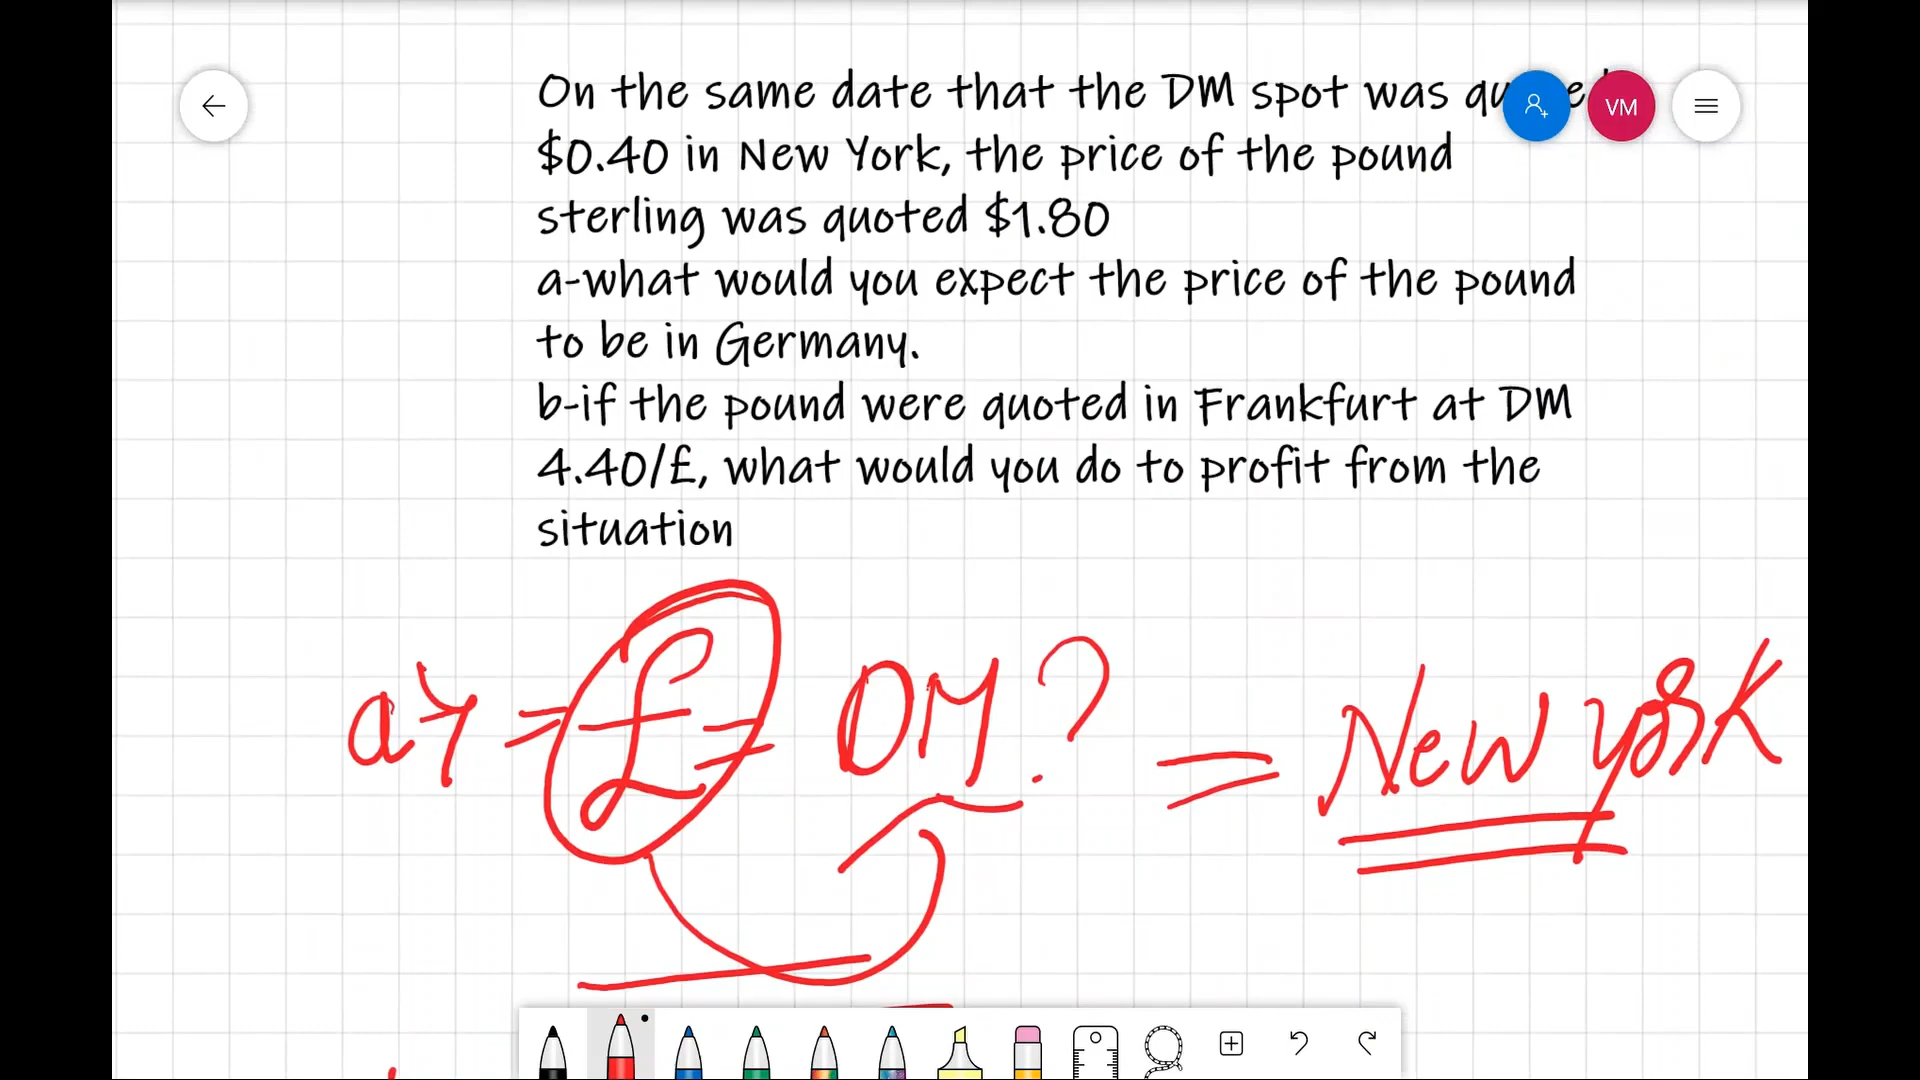 On the same date that the DM spot was
$0.40 in New York, the price of the pound
sterling was quoted $1.80
a-what would you expect the price of the pound
to be in Germany.
b-if the pound were quoted in Frankfurt at DM
4.40/£, what would you do to profit from the
situation
VM
a7 = £ = DM? = New York